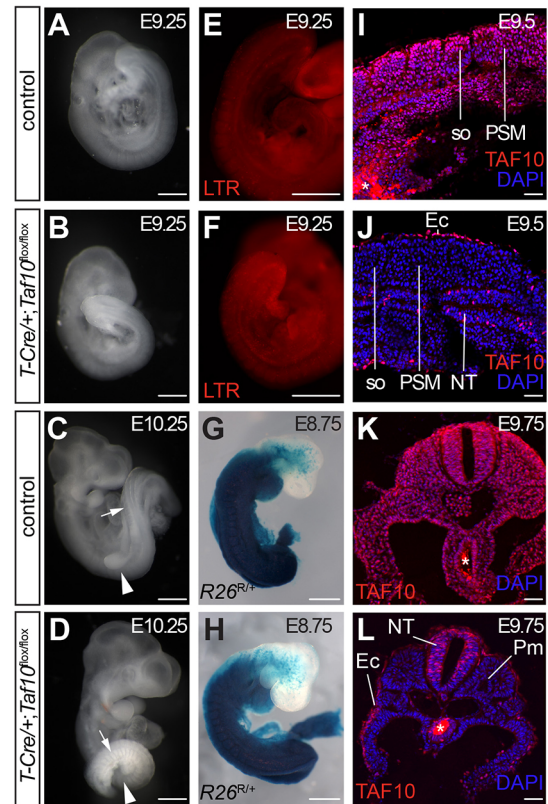 control
A E9.25
E E9.25
LTR
I E9.5
so PSM
TAF10
DAPI
*
T-Cre/+;Taf10flox/flox
B
F E9.25
LTR
J Ec E9.5
TAF10
so PSM NT DAPI
control
C E10.25
G E8.75
R26R/+
K E9.75
*
TAF10 DAPI
T-Cre/+;Taf10flox/flox
D E10.25
H E8.75
R26R/+
L NT E9.75
Pm
Ec
*
TAF10 DAPI